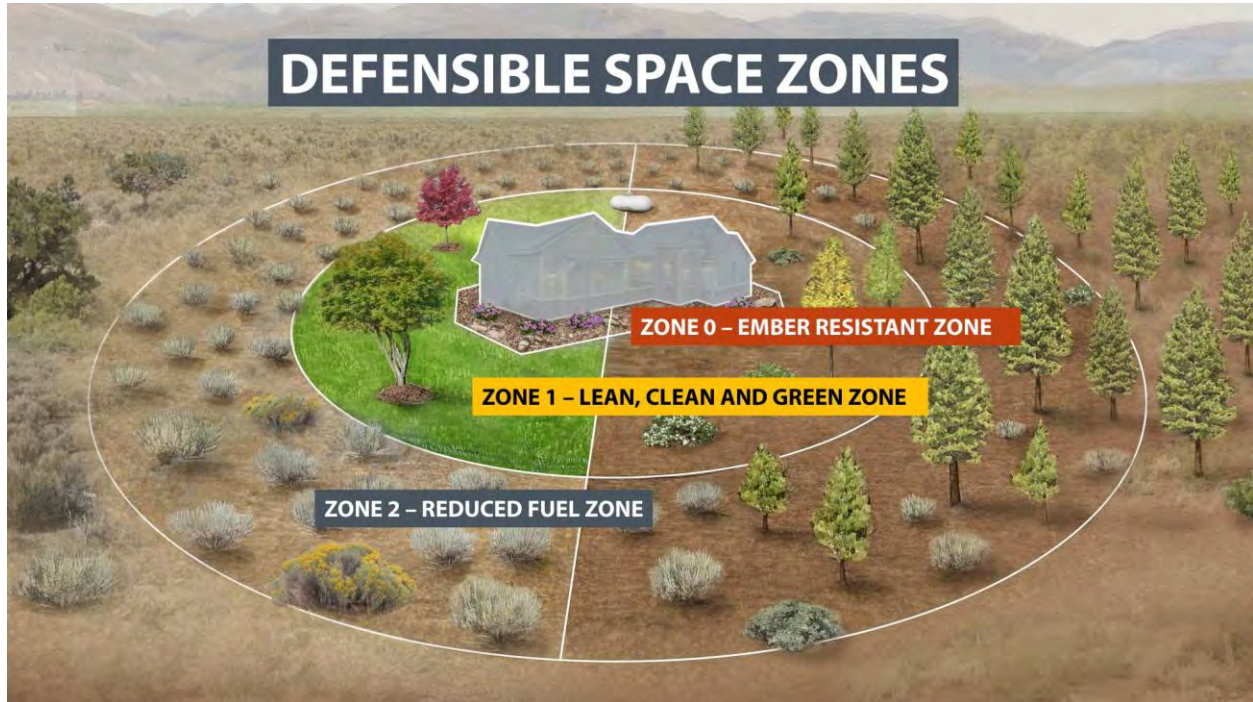 DEFENSIBLE SPACE ZONES
ZONE 0 – EMBER RESISTANT ZONE
ZONE 1 – LEAN, CLEAN AND GREEN ZONE
ZONE 2 – REDUCED FUEL ZONE